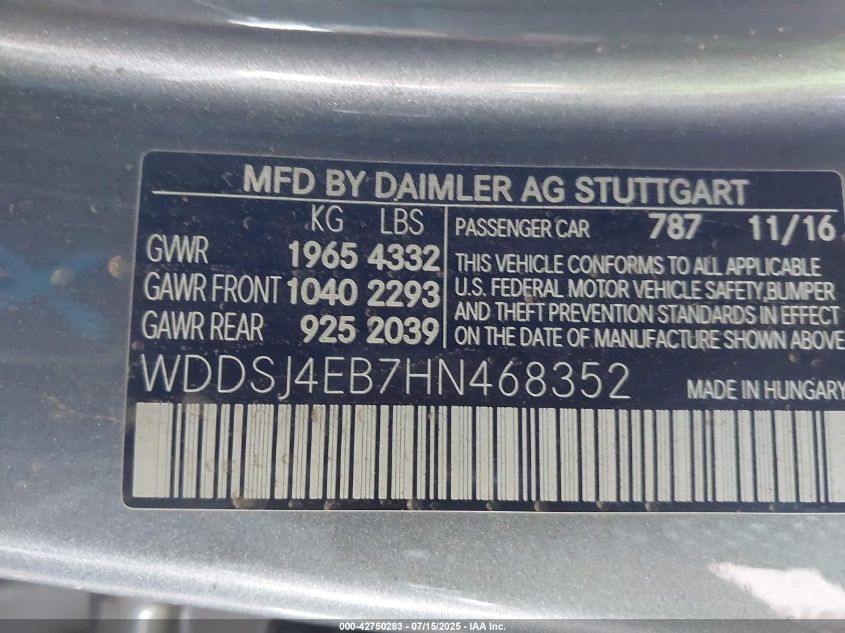 MFD BY DAIMLER AG STUTTGART
KG LBS
GVWR 1965 4332
GAWR FRONT 1040 2293
GAWR REAR 925 2039
PASSENGER CAR 787 11/16
THIS VEHICLE CONFORMS TO ALL APPLICABLE
U.S. FEDERAL MOTOR VEHICLE SAFETY,BUMPER
AND THEFT PREVENTION STANDARDS IN EFFECT
ON THE DATE OF MANUFACTURE SHOWN ABOVE
WDDSJ4EB7HN468352 MADE IN HUNGARY
000-42750283 - 07/15/2025 - IAA Inc.